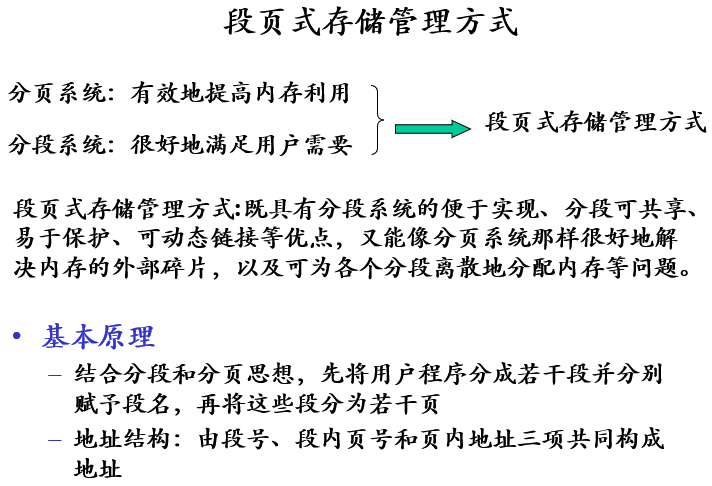 段页式存储管理方式
分页系统：有效地提高内存利用
分段系统：很好地满足用户需要
段页式存储管理方式
段页式存储管理方式:既具有分段系统的便于实现、分段可共享、
易于保护、可动态链接等优点，又能像分页系统那样很好地解
决内存的外部碎片，以及可为各个分段离散地分配内存等问题。
• 基本原理
– 结合分段和分页思想，先将用户程序分成若干段并分别
赋予段名，再将这些段分为若干页
– 地址结构：由段号、段内页号和页内地址三项共同构成
地址